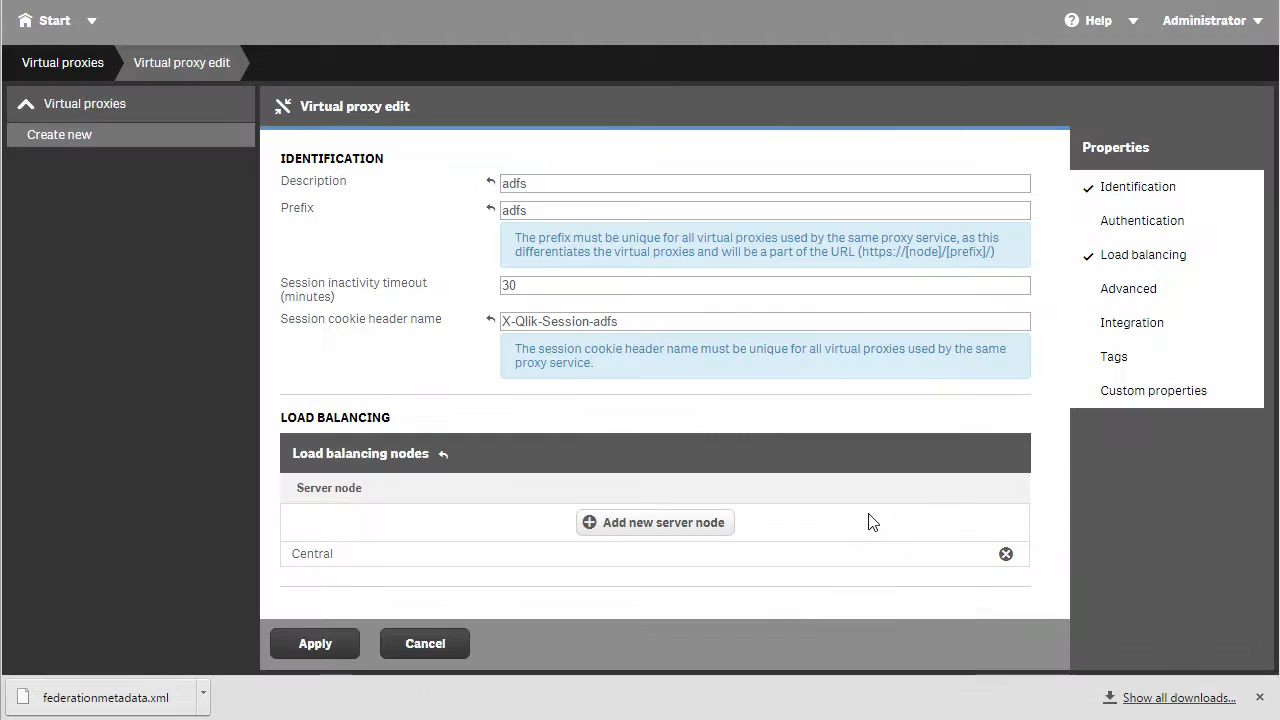 Start
Help
Administrator
Virtual proxies
Virtual proxy edit
Virtual proxies
Create new
Virtual proxy edit
IDENTIFICATION
Description
adfs
Prefix
adfs
The prefix must be unique for all virtual proxies used by the same proxy service, as this
differentiates the virtual proxies and will be a part of the URL (https://[node]/[prefix]/)
Session inactivity timeout
(minutes)
30
Session cookie header name
X-Qlik-Session-adfs
The session cookie header name must be unique for all virtual proxies used by the same
proxy service.
LOAD BALANCING
Load balancing nodes
Server node
Add new server node
Central
Apply
Cancel
Properties
Identification
Authentication
Load balancing
Advanced
Integration
Tags
Custom properties
federationmetadata.xml
Show all downloads...